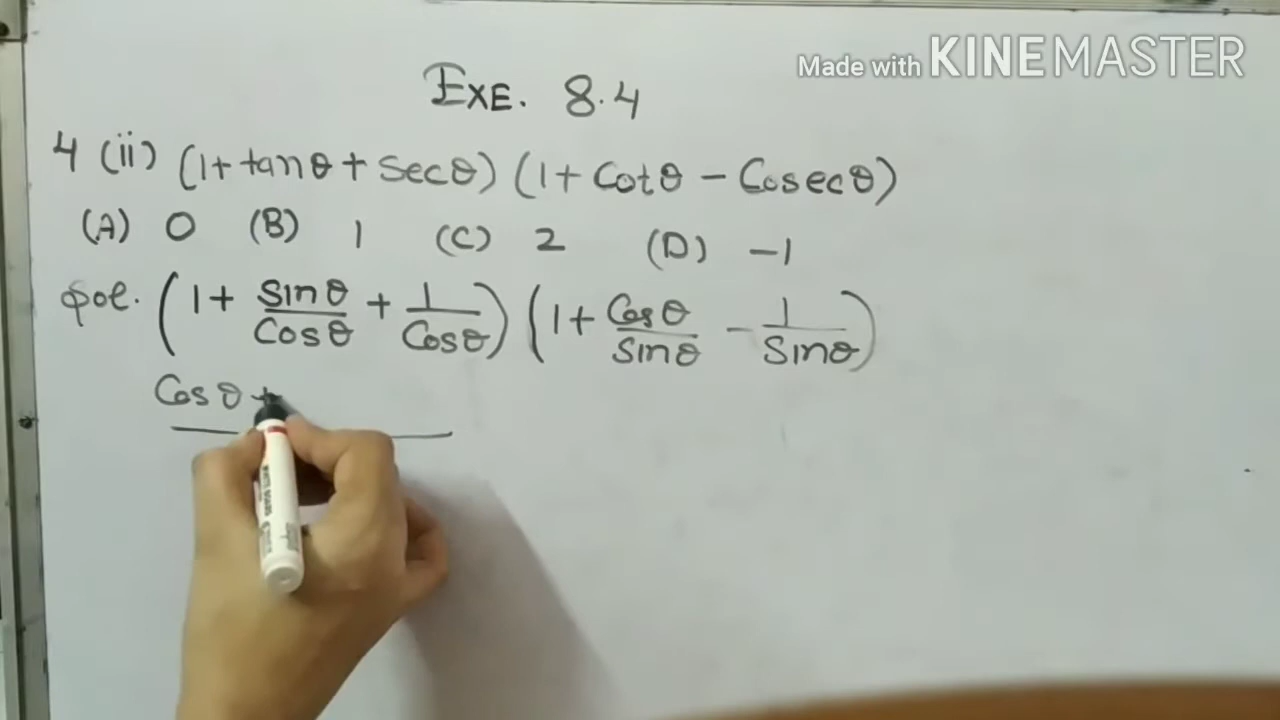 Made with KINEMASTER
EXE. 8.4
4 (ii) (1+tanθ+secθ) (1+Cotθ-Cosecθ)
(A) 0 (B) 1 (C) 2 (D) -1
(1+ sinθ/Cosθ + 1/Cosθ) (1+ Cosθ/Sinθ - 1/Sinθ)
Cosθ+